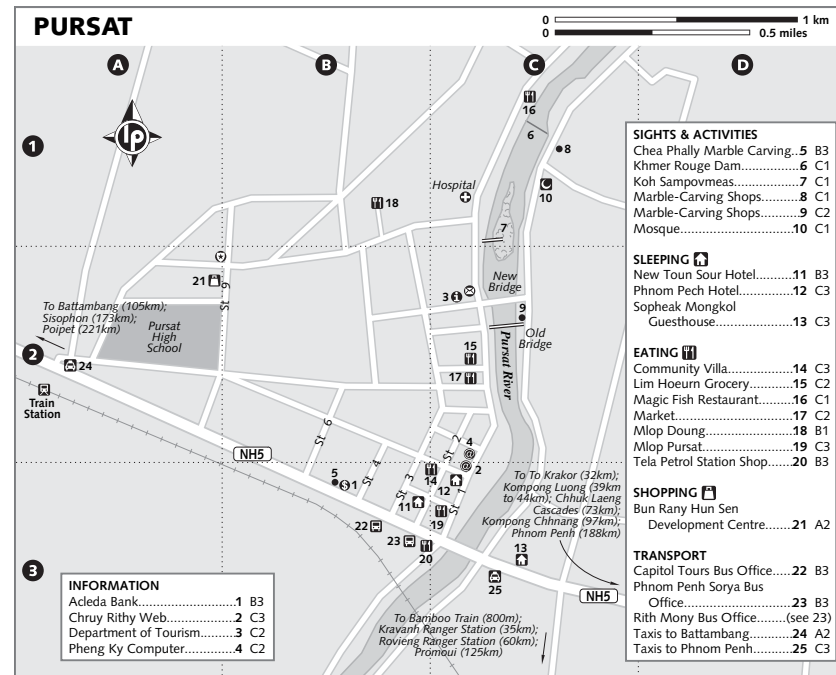 PURSAT
0 1 km
0 0.5 miles
A
B
C
D
1
2
3
lp
16
6
8
10
Hospital
18
7
21
St 9
New
Bridge
3
9
Old
Bridge
To Battambang (105km);
Sisophon (173km);
Poipet (221km)
Pursat
High
School
24
Train
Station
15
17
Pursat River
NH5
St 6
St 4
St 3
St 2
St 1
4
2
5
1
14
12
11
19
22
23
20
13
25
NH5
To To Krakor (32km);
Kompong Luong (39km
to 44km); Chhuk Laeng
Cascades (73km);
Kompong Chhnang (97km);
Phnom Penh (188km)
To Bamboo Train (800m);
Kravanh Ranger Station (35km);
Rovieng Ranger Station (60km);
Promoui (125km)
INFORMATION
Acleda Bank............................1 B3
Chruy Rithy Web....................2 C3
Department of Tourism.........3 C2
Pheng Ky Computer..............4 C2
SIGHTS & ACTIVITIES
Chea Phally Marble Carving..5 B3
Khmer Rouge Dam.................6 C1
Koh Sampovmeas...................7 C1
Marble-Carving Shops............8 C1
Marble-Carving Shops............9 C2
Mosque.................................10 C1
SLEEPING
New Toun Sour Hotel..........11 B3
Phnom Pech Hotel...............12 C3
Sopheak Mongkol
Guesthouse........................13 C3
EATING
Community Villa...................14 C3
Lim Hoeurn Grocery.............15 C2
Magic Fish Restaurant..........16 C1
Market...................................17 C2
Mlop Doung..........................18 B1
Mlop Pursat..........................19 C3
Tela Petrol Station Shop.......20 B3
SHOPPING
Bun Rany Hun Sen
Development Centre.......21 A2
TRANSPORT
Capitol Tours Bus Office.......22 B3
Phnom Penh Sorya Bus
Office.................................23 B3
Rith Mony Bus Office........(see 23)
Taxis to Battambang.............24 A2
Taxis to Phnom Penh............25 C3